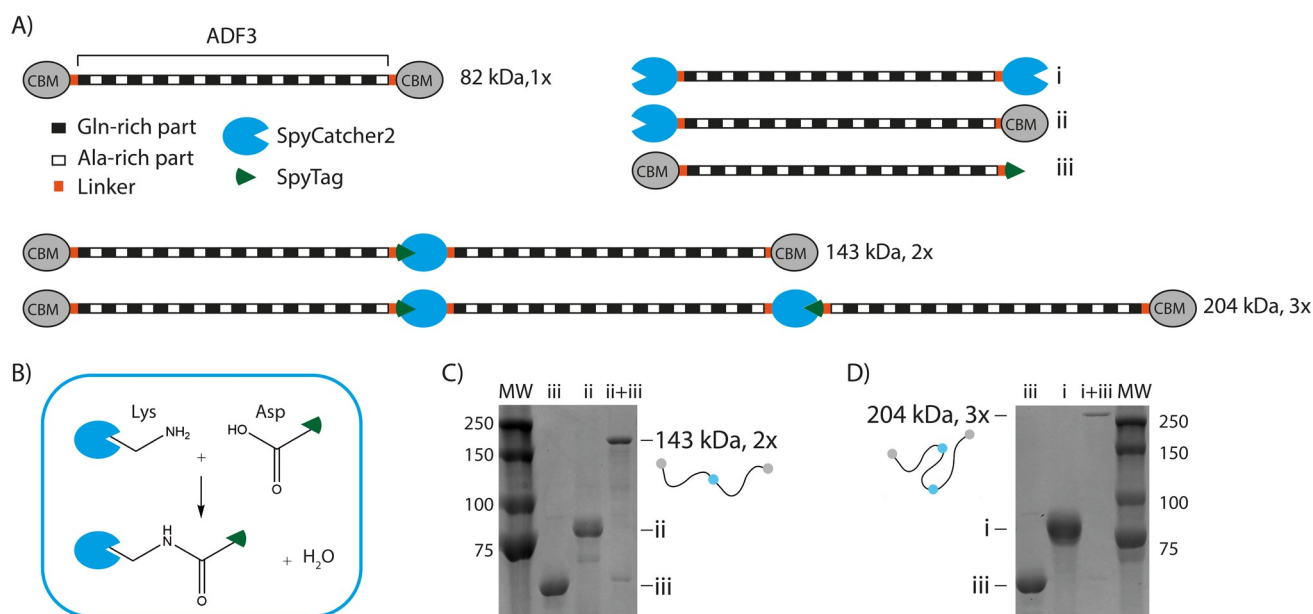 A)
ADF3
CBM
CBM
82 kDa,1x
Gln-rich part
Ala-rich part
Linker
SpyCatcher2
SpyTag
i
CBM
ii
CBM
iii
CBM
CBM
143 kDa, 2x
CBM
CBM
204 kDa, 3x
B)
Lys
Asp
NH2
HO
+
O
H
N
O
+ H2O
C)
MW iii ii ii+iii
250
150
100
75
143 kDa, 2x
ii
iii
D)
iii i i+iii MW
204 kDa, 3x
i
iii
250
150
100
75